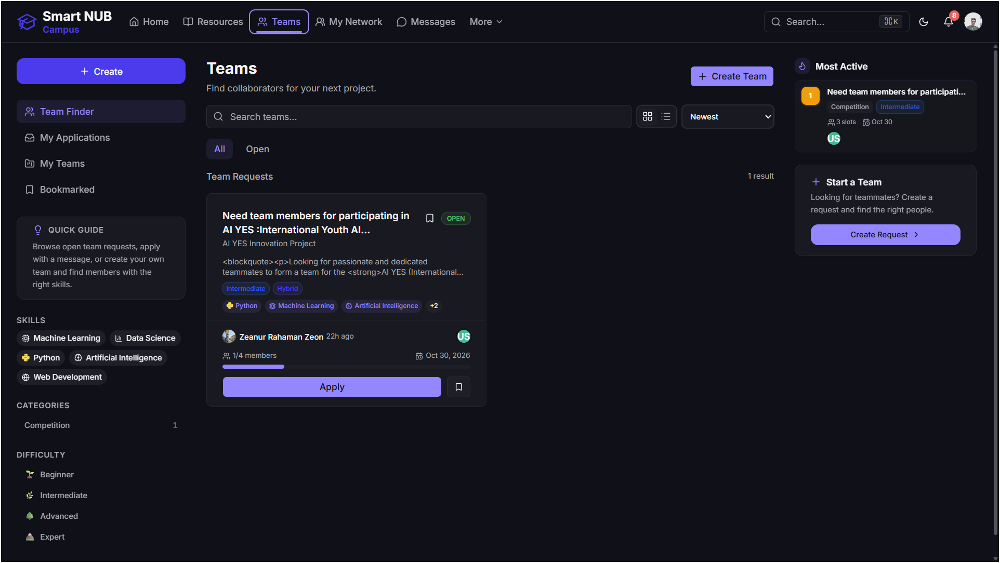 Smart NUB
Campus
Home
Resources
Teams
My Network
Messages
More
Search...
⌘K
8
Create
Team Finder
My Applications
My Teams
Bookmarked
QUICK GUIDE
Browse open team requests, apply
with a message, or create your own
team and find members with the
right skills.
SKILLS
Machine Learning
Data Science
Python
Artificial Intelligence
Web Development
CATEGORIES
Competition 1
DIFFICULTY
Beginner
Intermediate
Advanced
Expert
Teams
Find collaborators for your next project.
Create Team
Search teams...
Newest
All
Open
Team Requests
1 result
Need team members for participating in
AI YES :International Youth AI...
OPEN
AI YES Innovation Project
<blockquote><p>Looking for passionate and dedicated
teammates to form a team for the <strong>AI YES (International...
Intermediate
Hybrid
Python
Machine Learning
Artificial Intelligence
+2
Zeanur Rahaman Zeon 22h ago
US
1/4 members
Oct 30, 2026
Apply
Most Active
1
Need team members for participati...
Competition
Intermediate
3 slots
Oct 30
US
Start a Team
Looking for teammates? Create a
request and find the right people.
Create Request